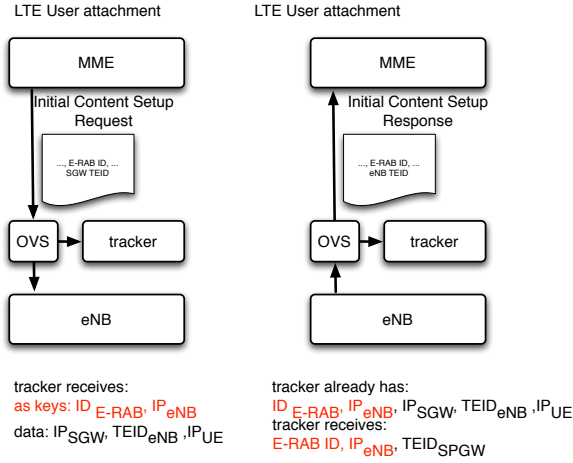 LTE User attachment
MME
Initial Content Setup
Request
..., E-RAB ID, ...
SGW TEID
OVS
tracker
eNB
tracker receives:
as keys: ID E-RAB, IP eNB
data: IP SGW, TEID eNB ,IP UE
LTE User attachment
MME
Initial Content Setup
Response
..., E-RAB ID, ...
eNB TEID
OVS
tracker
eNB
tracker already has:
ID E-RAB, IP eNB, IP SGW, TEID eNB ,IP UE
tracker receives:
E-RAB ID, IP eNB, TEID SPGW